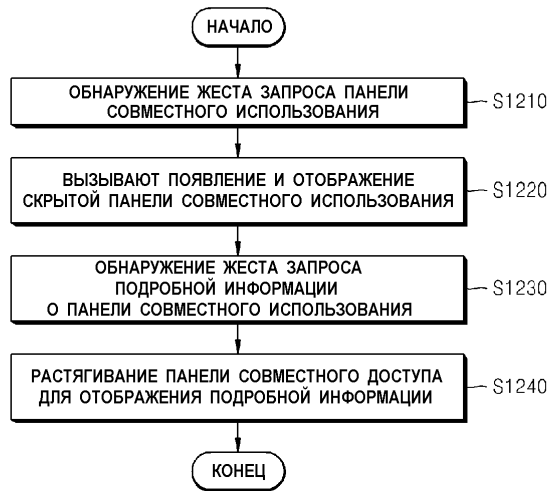 НАЧАЛО
ОБНАРУЖЕНИЕ ЖЕСТА ЗАПРОСА ПАНЕЛИ
СОВМЕСТНОГО ИСПОЛЬЗОВАНИЯ
S1210
ВЫЗЫВАЮТ ПОЯВЛЕНИЕ И ОТОБРАЖЕНИЕ
СКРЫТОЙ ПАНЕЛИ СОВМЕСТНОГО ИСПОЛЬЗОВАНИЯ
S1220
ОБНАРУЖЕНИЕ ЖЕСТА ЗАПРОСА
ПОДРОБНОЙ ИНФОРМАЦИИ
О ПАНЕЛИ СОВМЕСТНОГО ИСПОЛЬЗОВАНИЯ
S1230
РАСТЯГИВАНИЕ ПАНЕЛИ СОВМЕСТНОГО ДОСТУПА
ДЛЯ ОТОБРАЖЕНИЯ ПОДРОБНОЙ ИНФОРМАЦИИ
S1240
КОНЕЦ